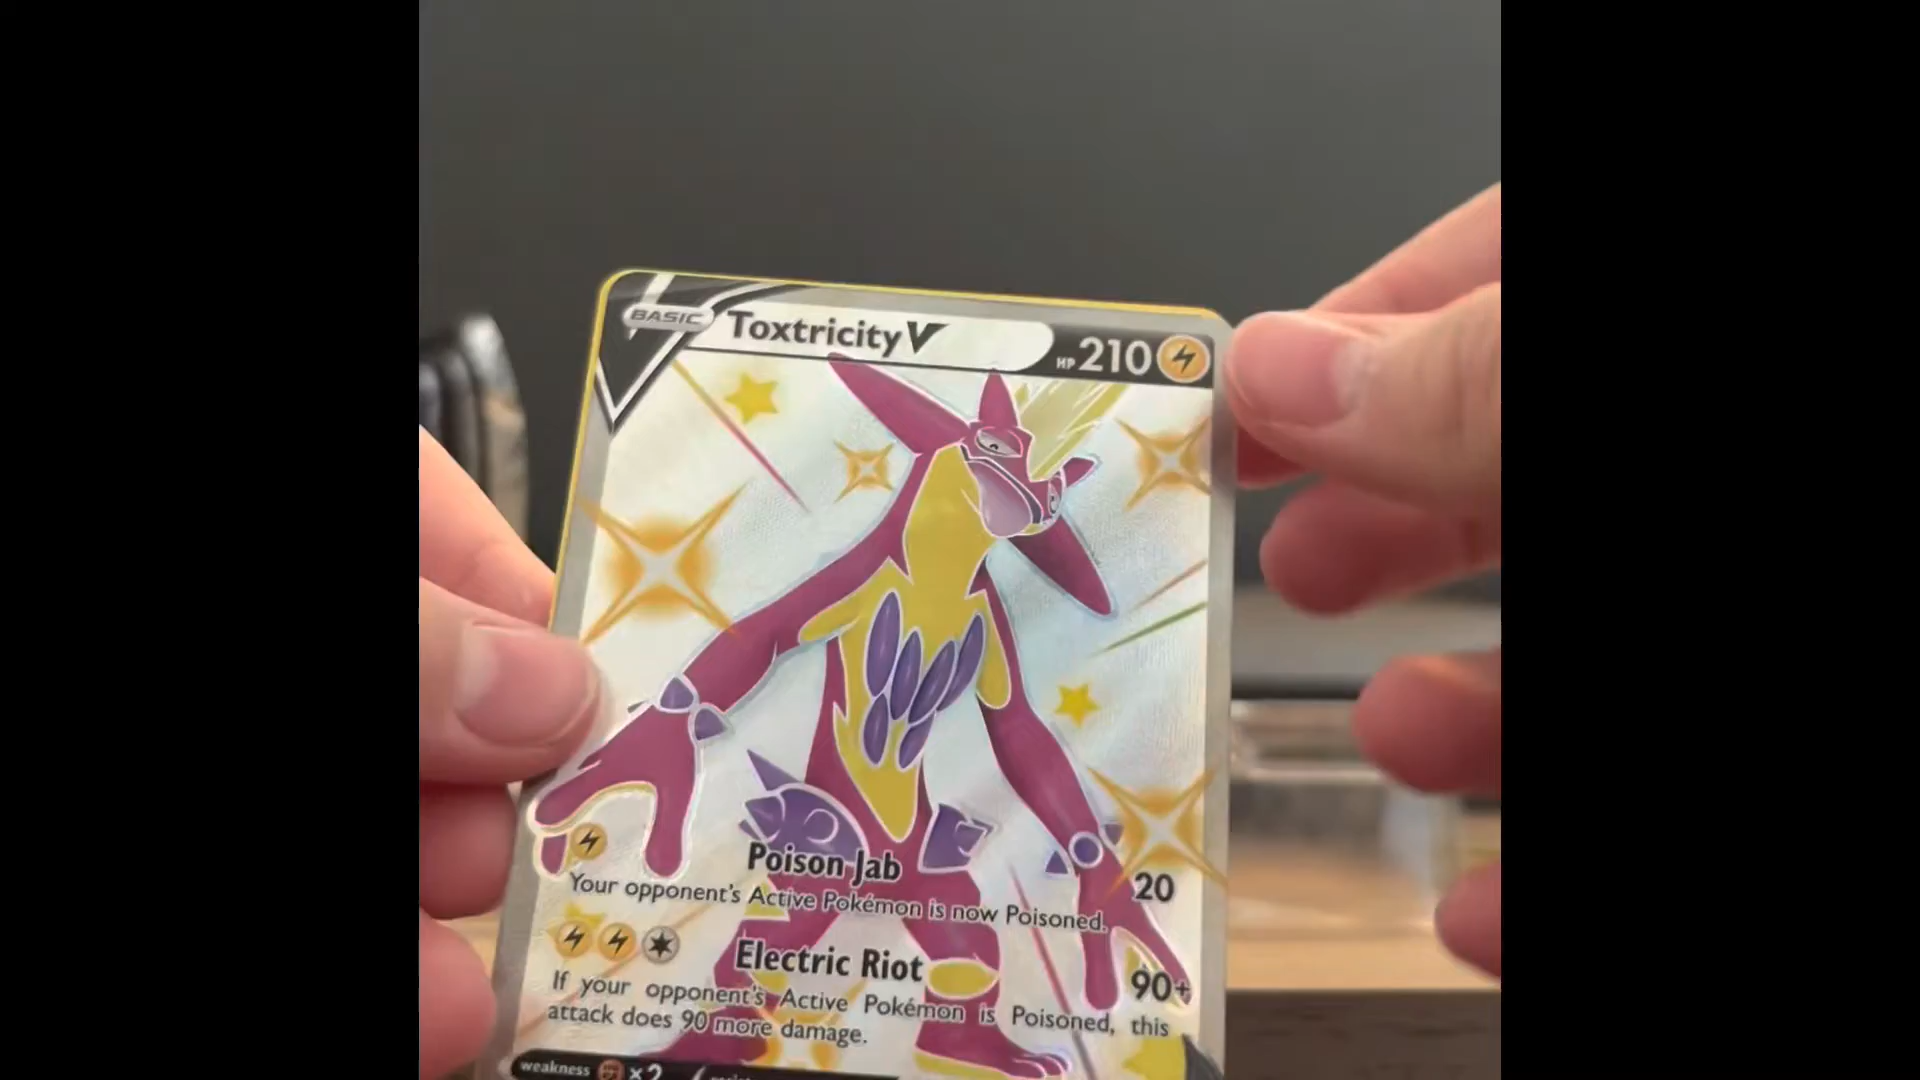 BASIC
Toxtricity V
HP 210
Poison Jab
20
Your opponent's Active Pokémon is now Poisoned.
Electric Riot
90+
If your opponent's Active Pokémon is Poisoned, this
attack does 90 more damage.
weakness x2